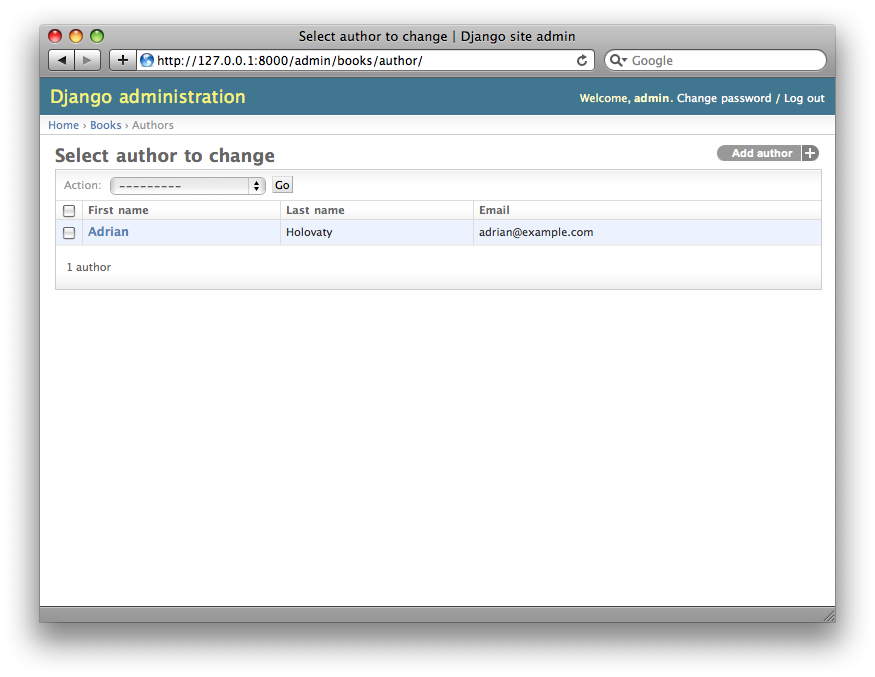 Select author to change | Django site admin
http://127.0.0.1:8000/admin/books/author/
Google
Django administration
Welcome, admin. Change password / Log out
Home › Books › Authors
Select author to change
Add author +
Action: --------- Go
First name Last name Email
Adrian Holovaty adrian@example.com
1 author